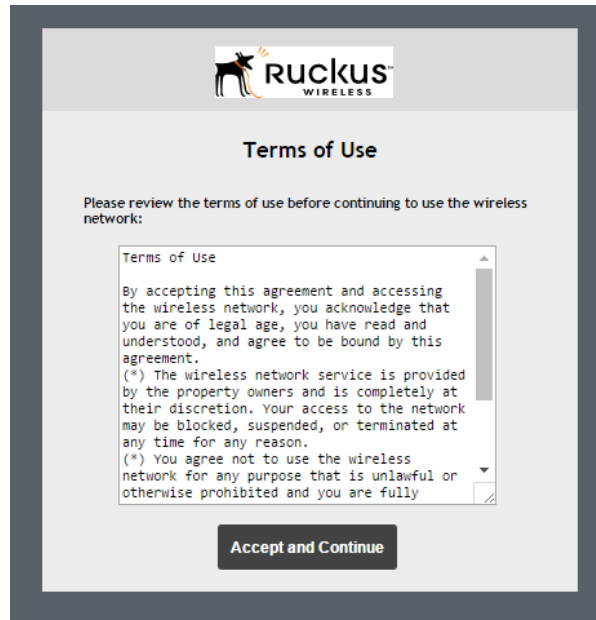 RUCKUS™
WIRELESS
Terms of Use
Please review the terms of use before continuing to use the wireless
network:
Terms of Use
By accepting this agreement and accessing
the wireless network, you acknowledge that
you are of legal age, you have read and
understood, and agree to be bound by this
agreement.
(*) The wireless network service is provided
by the property owners and is completely at
their discretion. Your access to the network
may be blocked, suspended, or terminated at
any time for any reason.
(*) You agree not to use the wireless
network for any purpose that is unlawful or
otherwise prohibited and you are fully
Accept and Continue